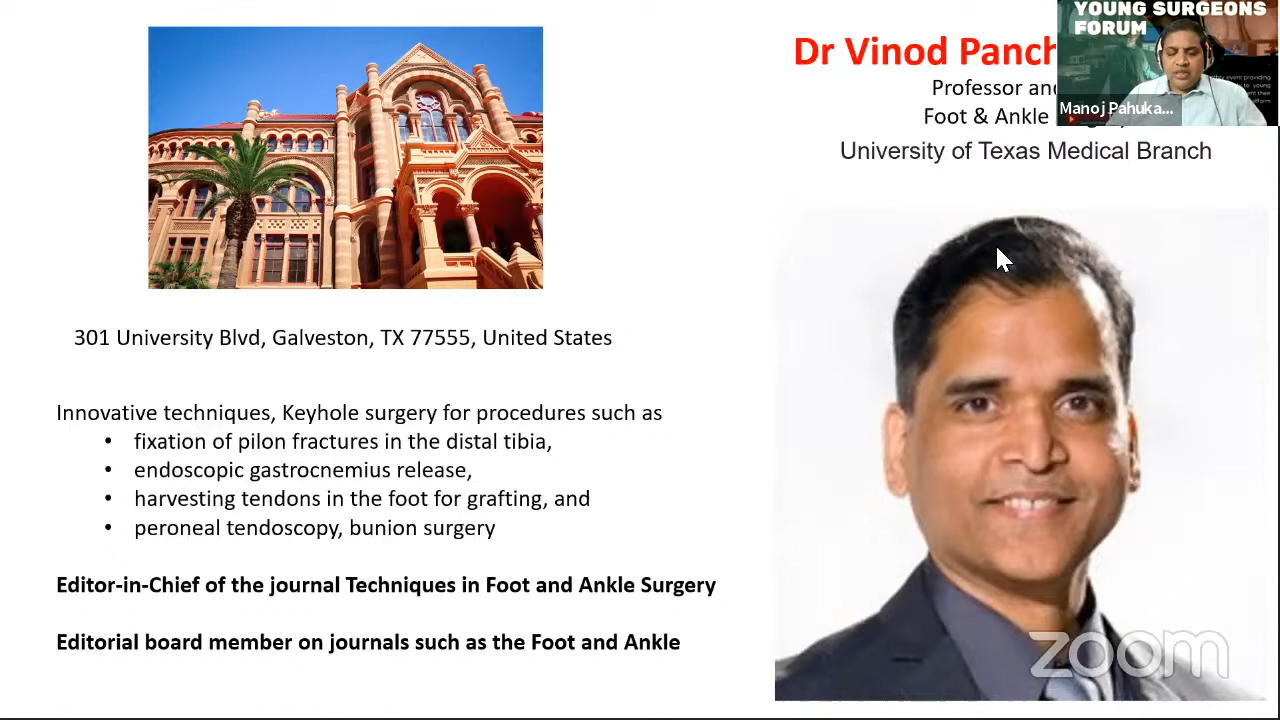 YOUNG SURGEONS
FORUM
Dr Vinod Panch
Professor and
Foot & Ankle
Manoj Pahuka...
University of Texas Medical Branch
301 University Blvd, Galveston, TX 77555, United States
Innovative techniques, Keyhole surgery for procedures such as
• fixation of pilon fractures in the distal tibia,
• endoscopic gastrocnemius release,
• harvesting tendons in the foot for grafting, and
• peroneal tendoscopy, bunion surgery
Editor-in-Chief of the journal Techniques in Foot and Ankle Surgery
Editorial board member on journals such as the Foot and Ankle
zoom